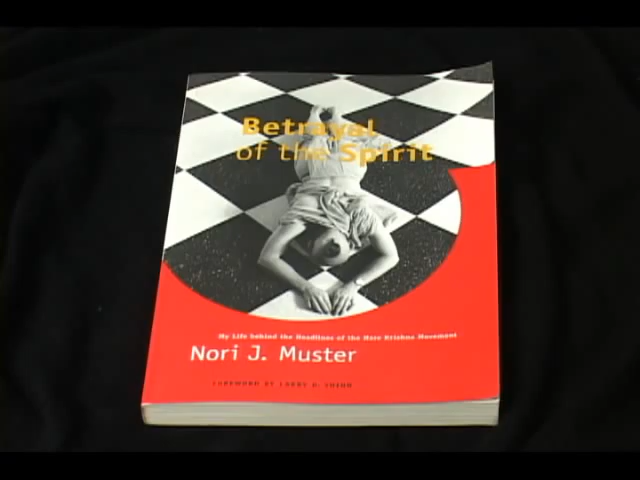 Betrayal
of the Spirit
My Life behind the Headlines of the Hare Krishna Movement
Nori J. Muster
FOREWORD BY LARRY D. SHINN